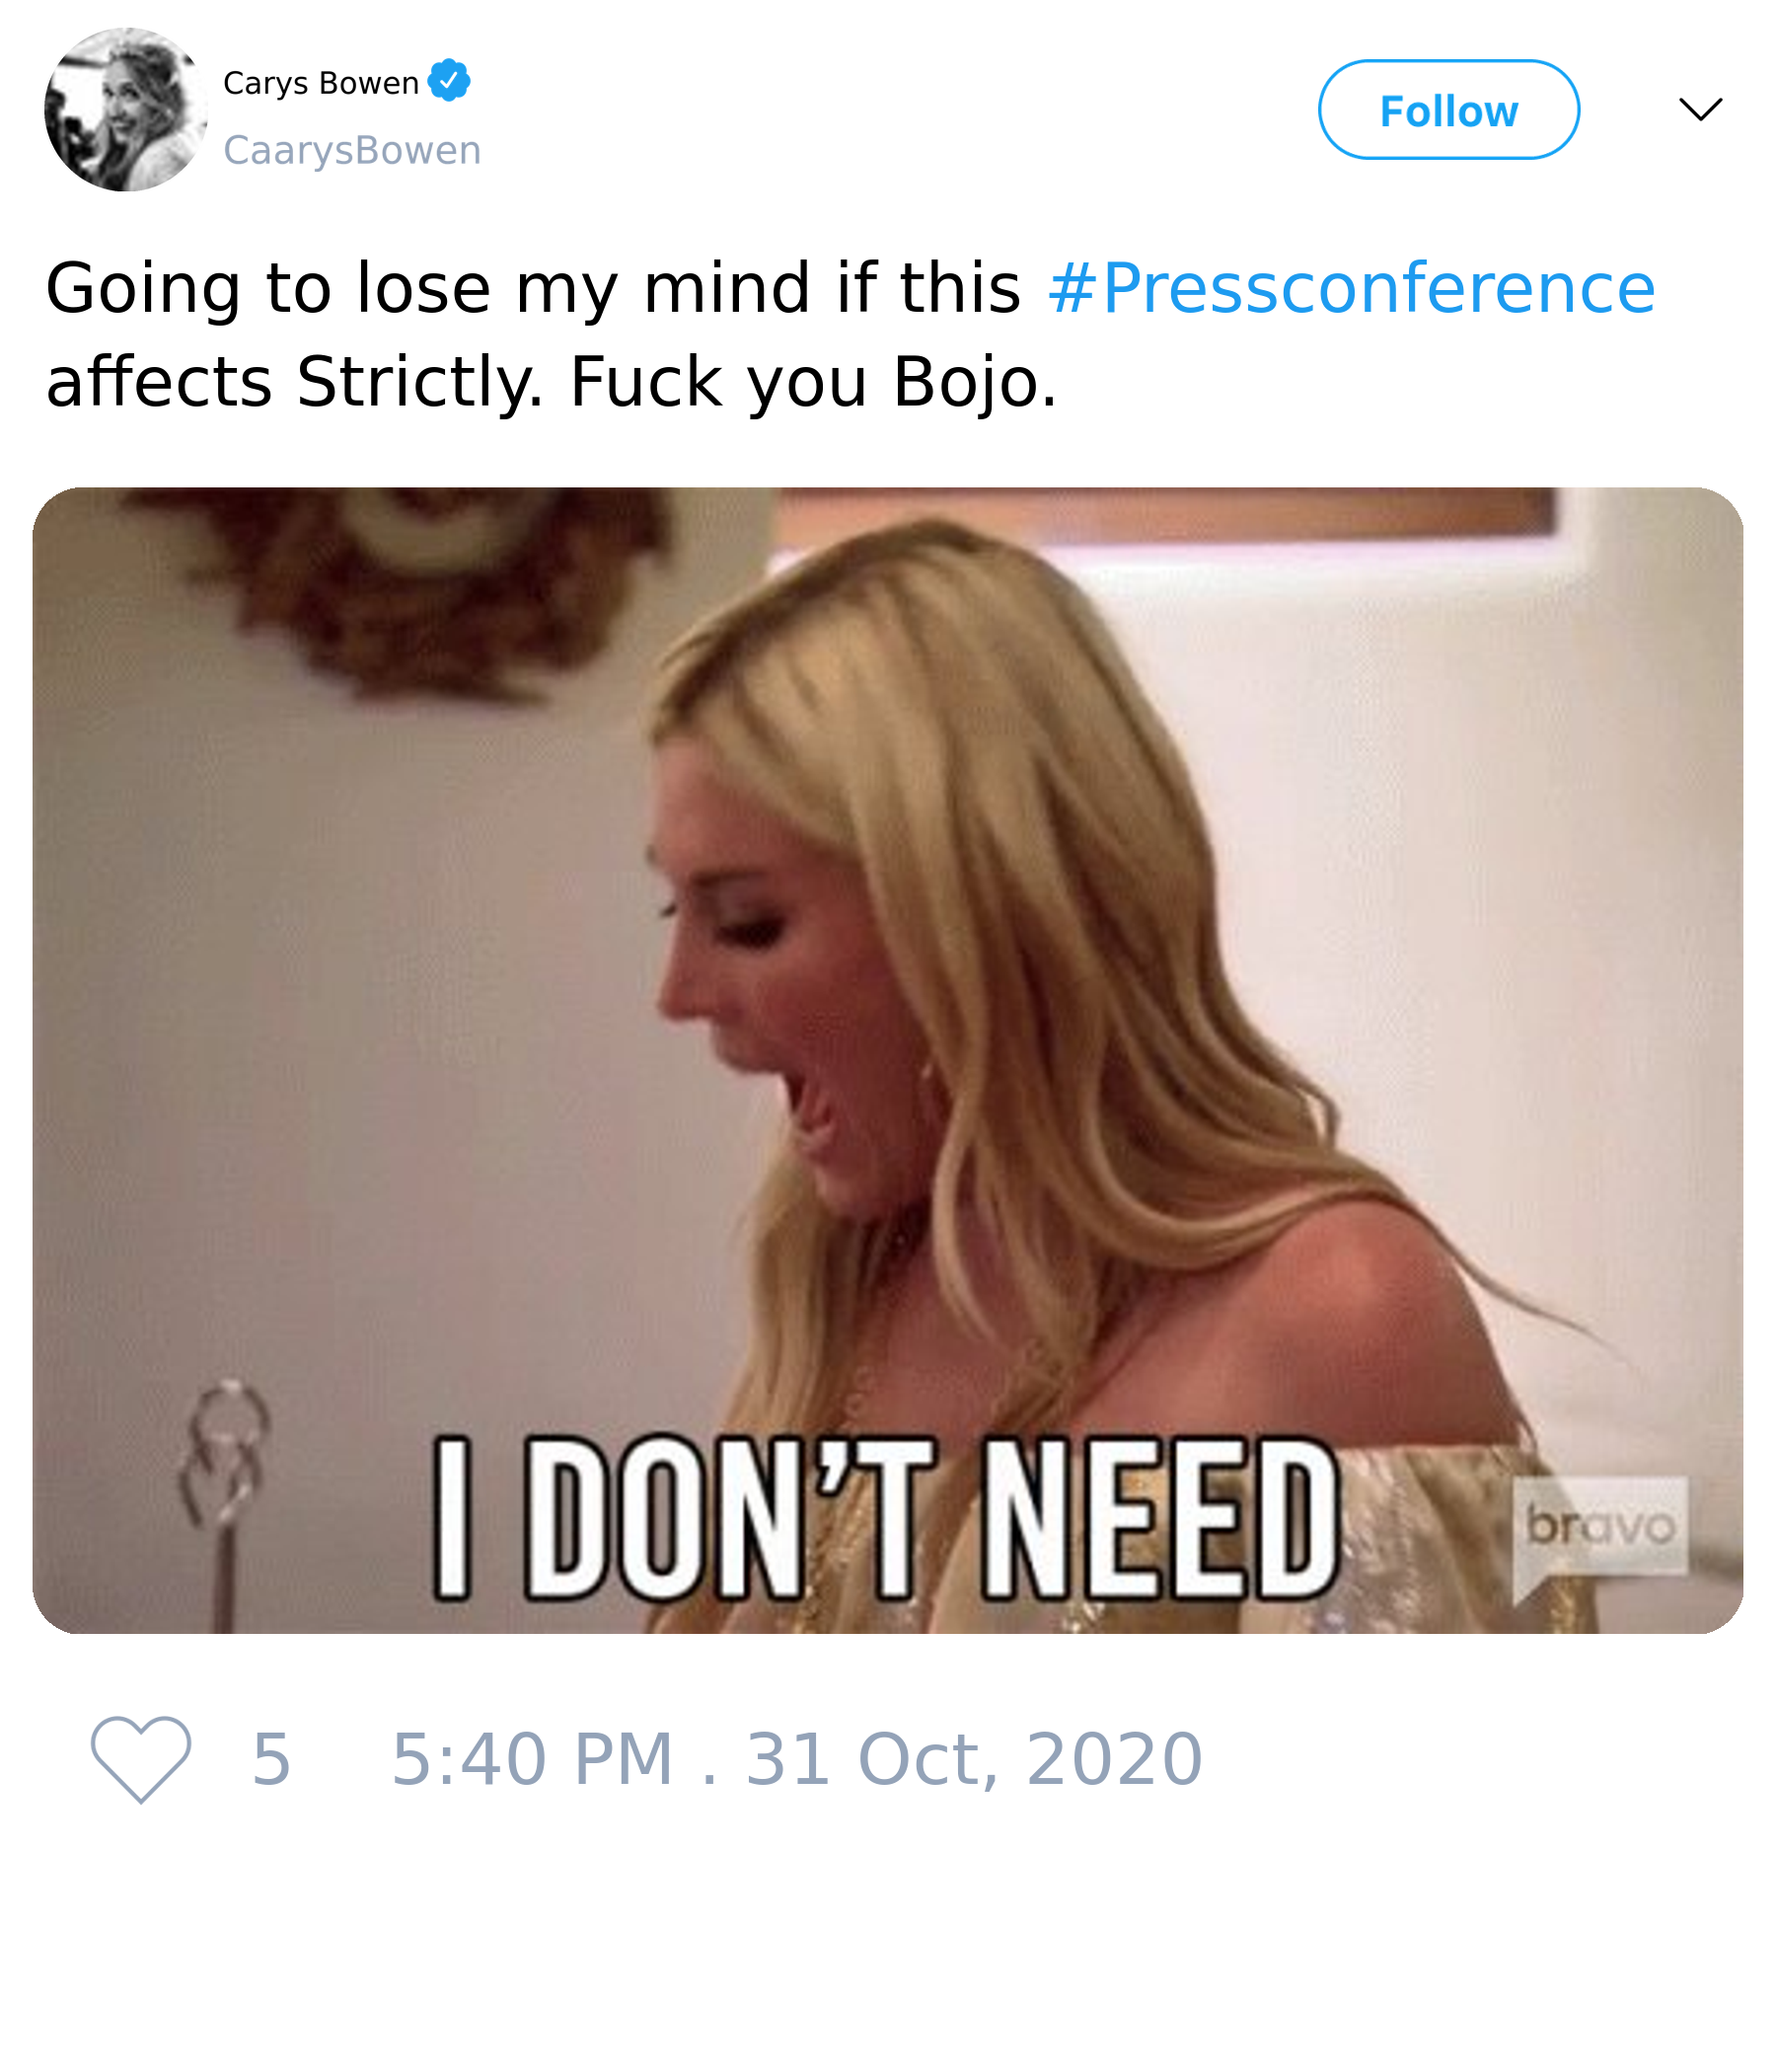 Carys Bowen
CaarysBowen
Follow
Going to lose my mind if this #Pressconference
affects Strictly. Fuck you Bojo.
I DON'T NEED
bravo
5 5:40 PM . 31 Oct, 2020